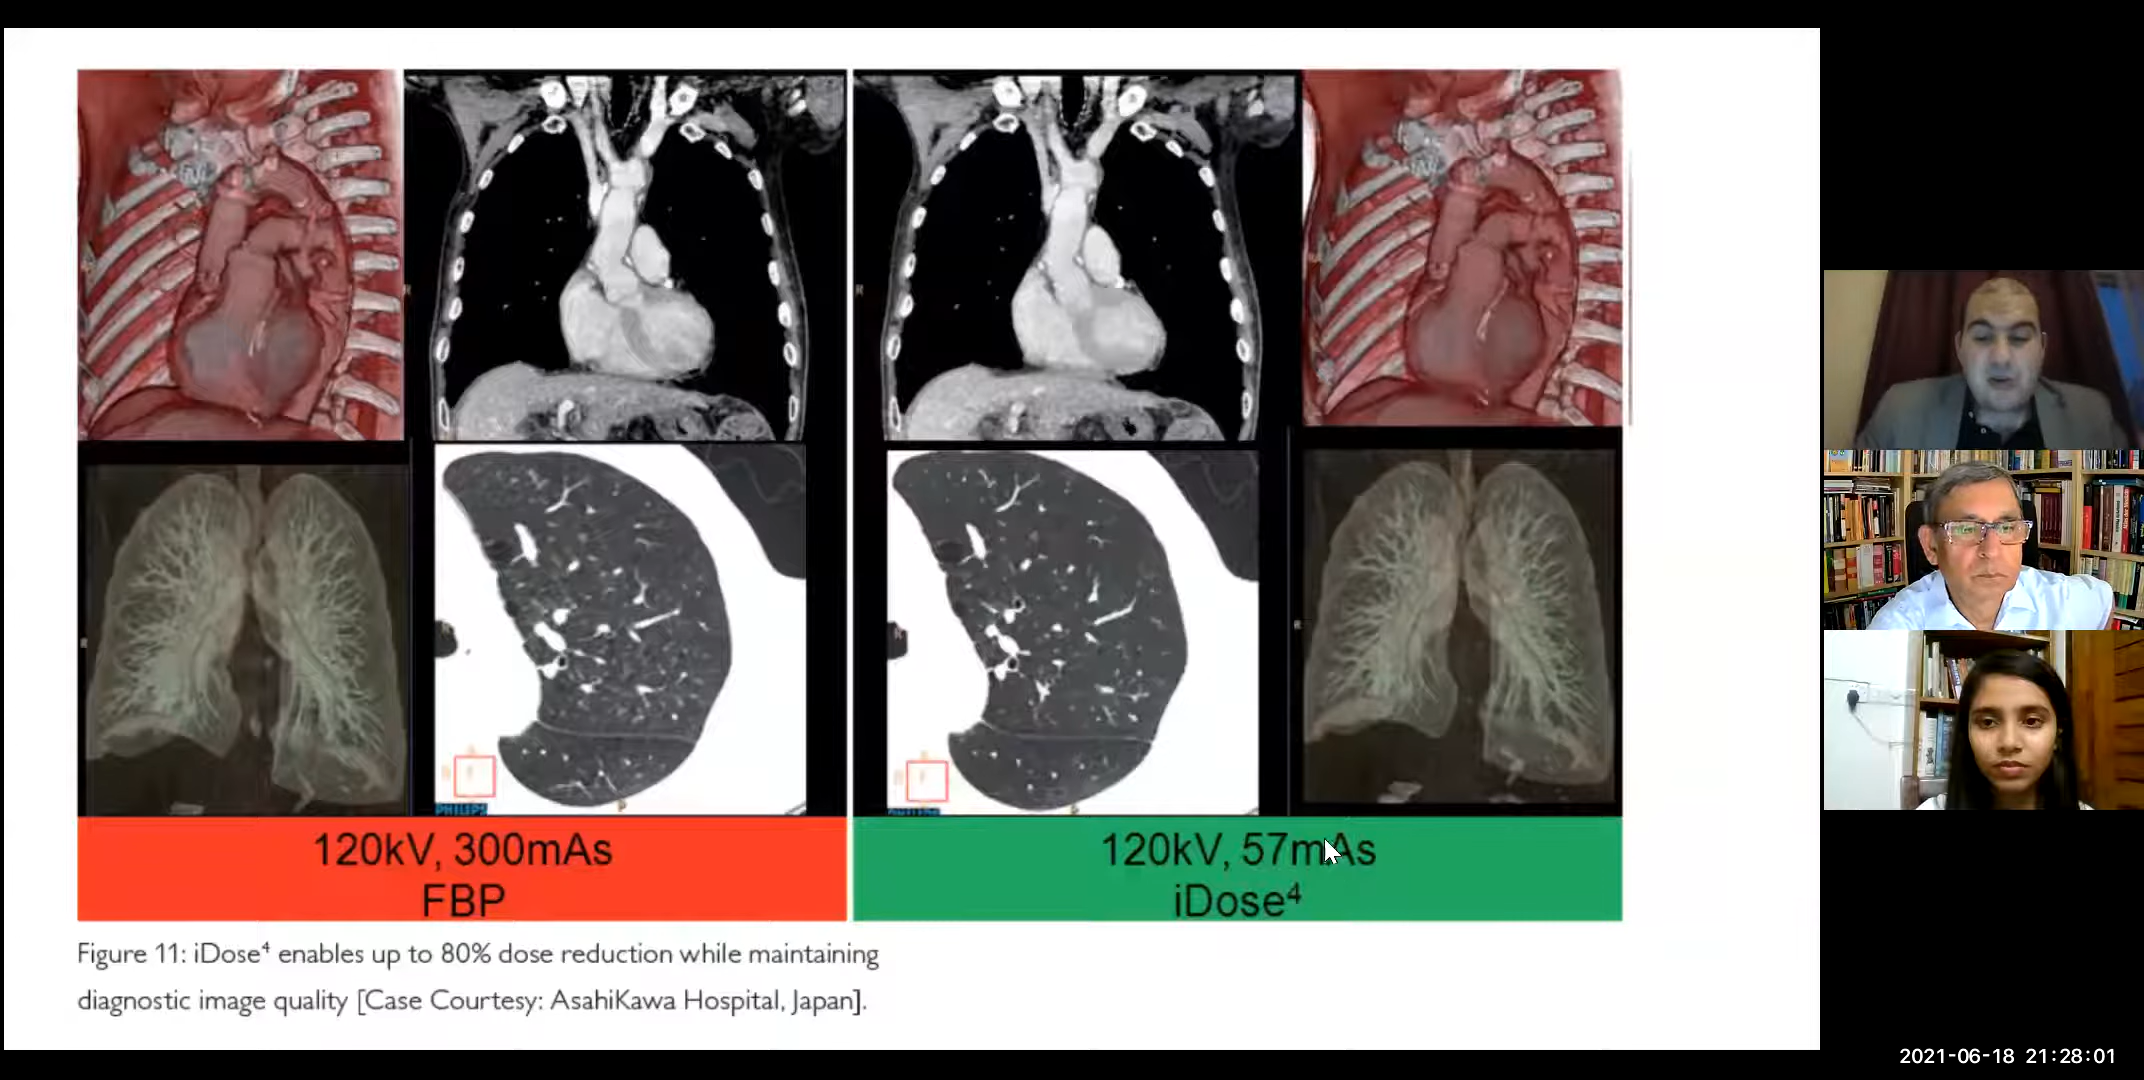 PHILIPS
120kV, 300mAs
FBP
120kV, 57mAs
iDose⁴
Figure 11: iDose⁴ enables up to 80% dose reduction while maintaining
diagnostic image quality [Case Courtesy: AsahiKawa Hospital, Japan].
2021-06-18 21:28:01